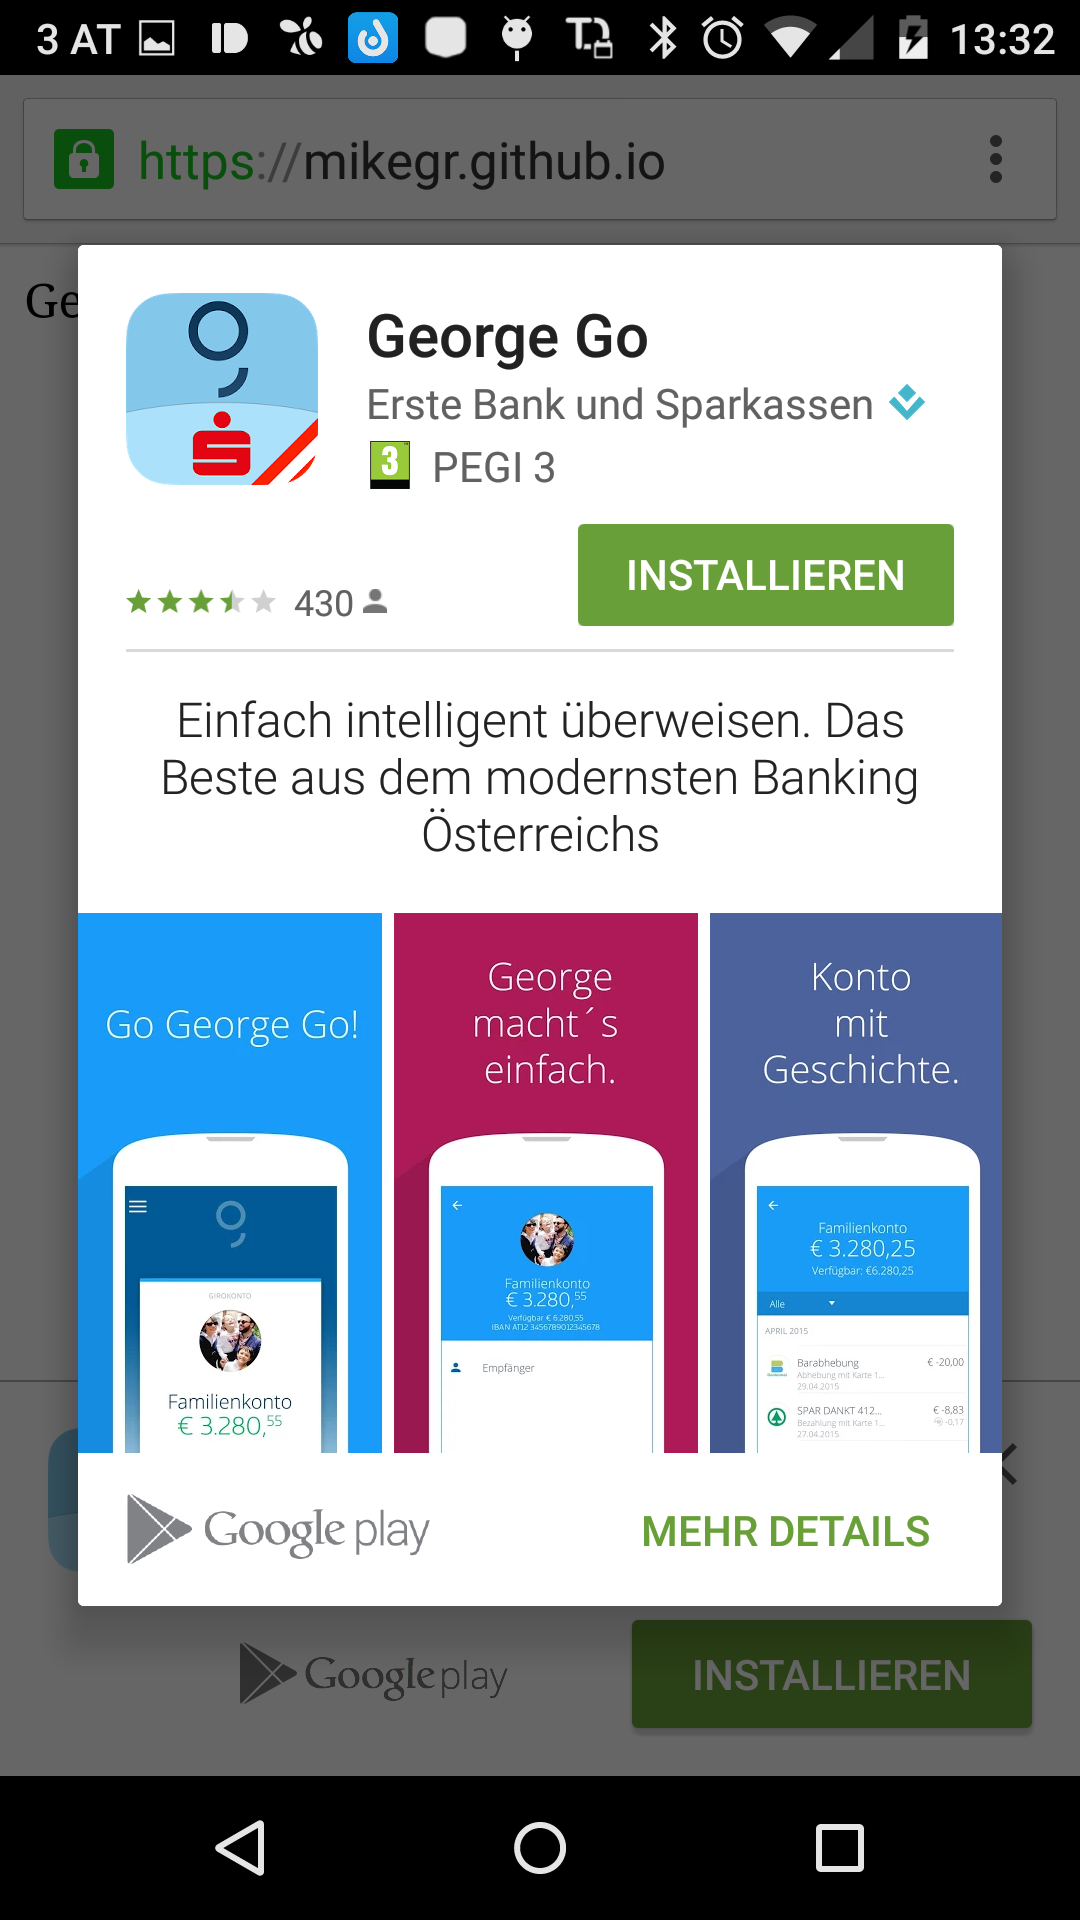 3 AT 13:32
https://mikegr.github.io
Ge
George Go
Erste Bank und Sparkassen
3 PEGI 3
INSTALLIEREN
430
Einfach intelligent überweisen. Das
Beste aus dem modernsten Banking
Österreichs
Go George Go!
GIROKONTO
Familienkonto
€ 3.280,55
George
macht´s
einfach.
Familienkonto
€ 3.280,55
Verfügbar € 6.280,55
IBAN AT12 3456789012345678
Empfänger
Konto
mit
Geschichte.
Familienkonto
€ 3.280,25
Verfügbar: €6.280,25
Alle
APRIL 2015
Barabhebung € -20,00
Abhebung mit Karte 1...
29.04.2015
SPAR DANKT 412... € -8,83
Bezahlung mit Karte 1... -0,17
27.04.2015
Google play
MEHR DETAILS
Google play
INSTALLIEREN